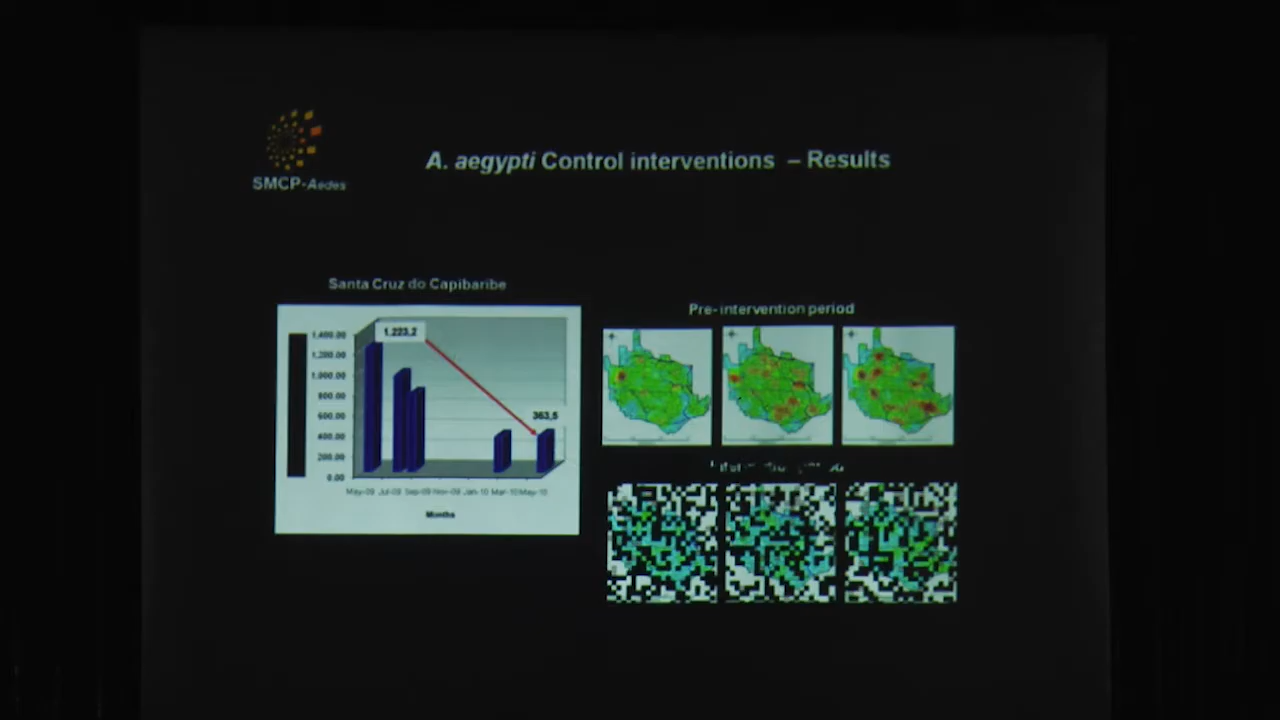 SMCP-Aedes
A. aegypti Control interventions – Results
Santa Cruz do Capibaribe
1.223,2
363,5
1,400.00
1,200.00
1,000.00
800.00
600.00
400.00
200.00
0.00
May-09 Jul-09 Sep-09 Nov-09 Jan-10 Mar-10 May-10
Months
Pre-intervention period